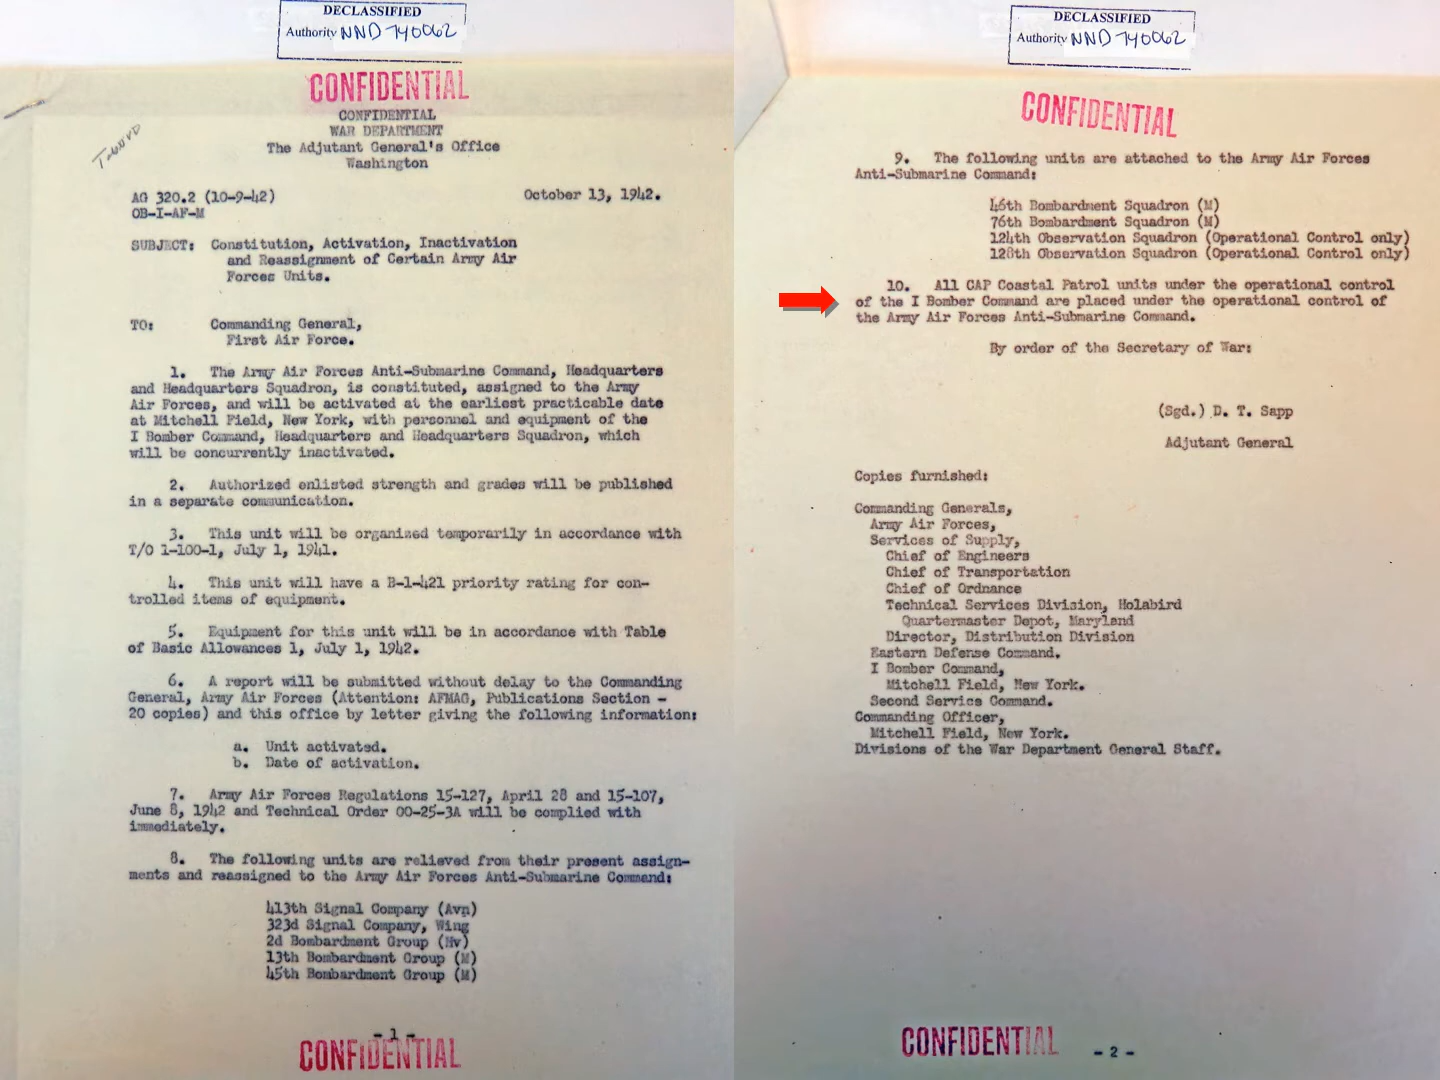 DECLASSIFIED
Authority NND 740062
CONFIDENTIAL
CONFIDENTIAL
WAR DEPARTMENT
The Adjutant General's Office
Washington
AG 320.2 (10-9-42)
October 13, 1942.
OB-I-AF-M
SUBJECT: Constitution, Activation, Inactivation
and Reassignment of Certain Army Air
Forces Units.
TO: Commanding General,
First Air Force.
1. The Army Air Forces Anti-Submarine Command, Headquarters
and Headquarters Squadron, is constituted, assigned to the Army
Air Forces, and will be activated at the earliest practicable date
at Mitchell Field, New York, with personnel and equipment of the
I Bomber Command, Headquarters and Headquarters Squadron, which
will be concurrently inactivated.
2. Authorized enlisted strength and grades will be published
in a separate communication.
3. This unit will be organized temporarily in accordance with
T/O 1-100-1, July 1, 1941.
4. This unit will have a B-1-421 priority rating for con-
trolled items of equipment.
5. Equipment for this unit will be in accordance with Table
of Basic Allowances 1, July 1, 1942.
6. A report will be submitted without delay to the Commanding
General, Army Air Forces (Attention: AFMAG, Publications Section -
20 copies) and this office by letter giving the following information:
a. Unit activated.
b. Date of activation.
7. Army Air Forces Regulations 15-127, April 28 and 15-107,
June 8, 1942 and Technical Order 00-25-3A will be complied with
immediately.
8. The following units are relieved from their present assign-
ments and reassigned to the Army Air Forces Anti-Submarine Command:
413th Signal Company (Avn)
323d Signal Company, Wing
2d Bombardment Group (Hv)
13th Bombardment Group (M)
45th Bombardment Group (M)
- 1 -
CONFIDENTIAL
DECLASSIFIED
Authority NND 740062
CONFIDENTIAL
9. The following units are attached to the Army Air Forces
Anti-Submarine Command:
46th Bombardment Squadron (M)
76th Bombardment Squadron (M)
124th Observation Squadron (Operational Control only)
128th Observation Squadron (Operational Control only)
10. All CAP Coastal Patrol units under the operational control
of the I Bomber Command are placed under the operational control of
the Army Air Forces Anti-Submarine Command.
By order of the Secretary of War:
(Sgd.) D. T. Sapp
Adjutant General
Copies furnished:
Commanding Generals,
Army Air Forces,
Services of Supply,
Chief of Engineers
Chief of Transportation
Chief of Ordnance
Technical Services Division, Holabird
Quartermaster Depot, Maryland
Director, Distribution Division
Eastern Defense Command.
I Bomber Command,
Mitchell Field, New York.
Second Service Command.
Commanding Officer,
Mitchell Field, New York.
Divisions of the War Department General Staff.
CONFIDENTIAL
- 2 -